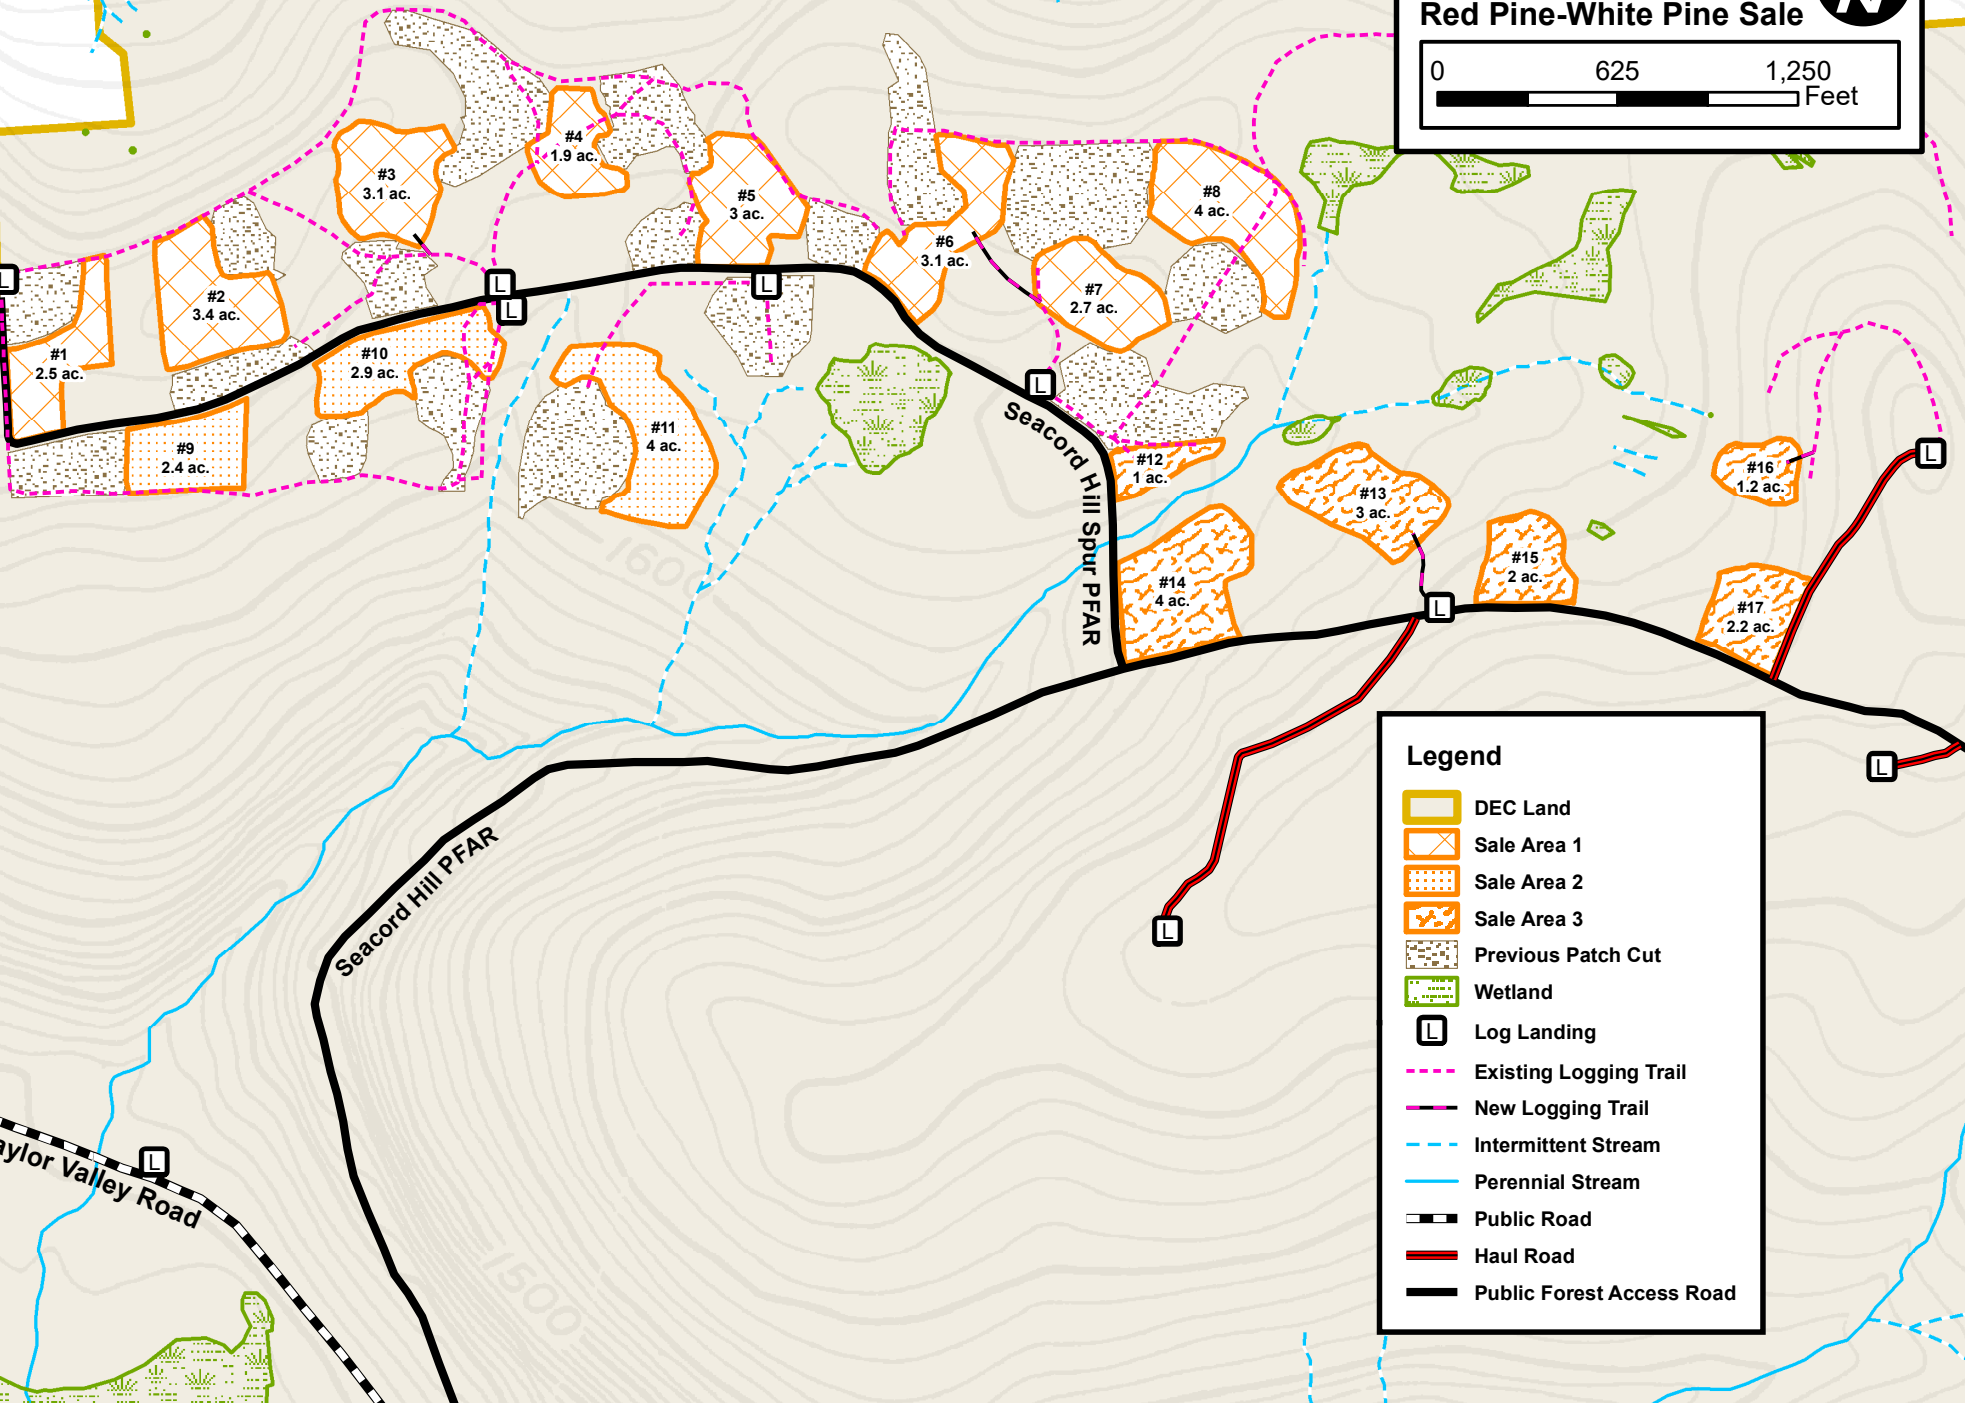 Red Pine-White Pine Sale
N
0 625 1,250
Feet
#3
3.1 ac.
#4
1.9 ac.
#5
3 ac.
#8
4 ac.
#6
3.1 ac.
#7
2.7 ac.
#2
3.4 ac.
#1
2.5 ac.
#10
2.9 ac.
#9
2.4 ac.
#11
4 ac.
#12
1 ac.
#13
3 ac.
#14
4 ac.
#15
2 ac.
#16
1.2 ac.
#17
2.2 ac.
L
L
L
L
L
L
L
L
L
L
1600
Seacord Hill Spur PFAR
Seacord Hill PFAR
aylor Valley Road
1500
Legend
DEC Land
Sale Area 1
Sale Area 2
Sale Area 3
Previous Patch Cut
Wetland
L Log Landing
Existing Logging Trail
New Logging Trail
Intermittent Stream
Perennial Stream
Public Road
Haul Road
Public Forest Access Road